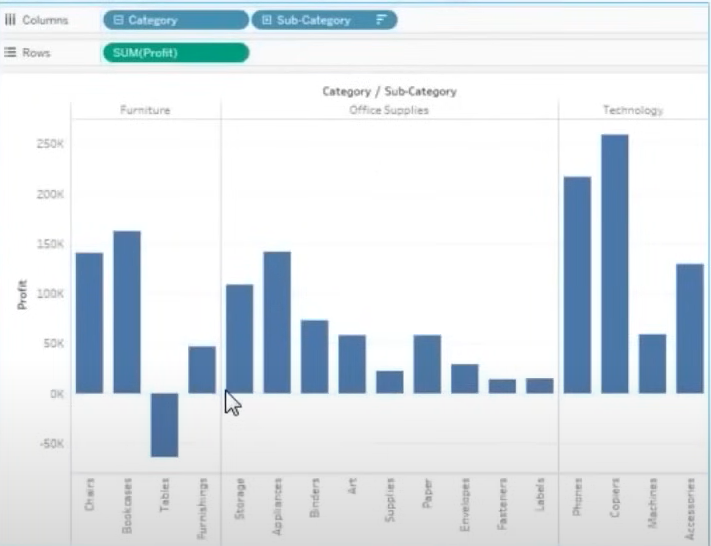 Columns Category Sub-Category
Rows SUM(Profit)
Category / Sub-Category
Furniture Office Supplies Technology
250K
200K
150K
100K
50K
0K
-50K
Profit
Chairs Bookcases Tables Furnishings Storage Appliances Binders Art Supplies Paper Envelopes Fasteners Labels Phones Copiers Machines Accessories